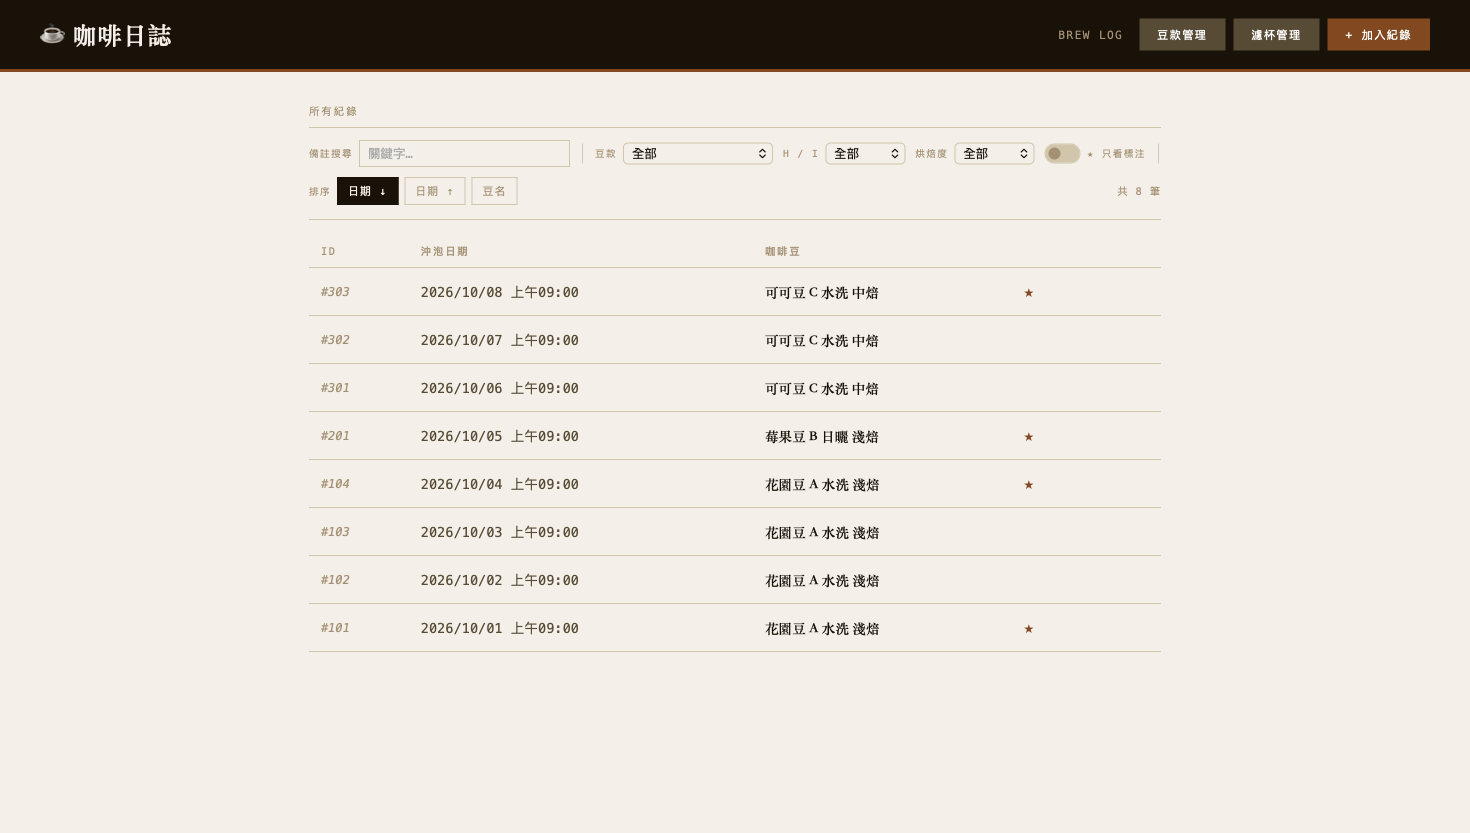 ☕ 咖啡日誌
BREW LOG 豆款管理 濾杯管理 + 加入紀錄
所有紀錄
備註搜尋 關鍵字… 豆款 全部 H / I 全部 烘焙度 全部 ★ 只看標注
排序 日期 ↓ 日期 ↑ 豆名 共 8 筆
ID 沖泡日期 咖啡豆
#303 2026/10/08 上午09:00 可可豆 C 水洗 中焙 ★
#302 2026/10/07 上午09:00 可可豆 C 水洗 中焙
#301 2026/10/06 上午09:00 可可豆 C 水洗 中焙
#201 2026/10/05 上午09:00 莓果豆 B 日曬 淺焙 ★
#104 2026/10/04 上午09:00 花園豆 A 水洗 淺焙 ★
#103 2026/10/03 上午09:00 花園豆 A 水洗 淺焙
#102 2026/10/02 上午09:00 花園豆 A 水洗 淺焙
#101 2026/10/01 上午09:00 花園豆 A 水洗 淺焙 ★